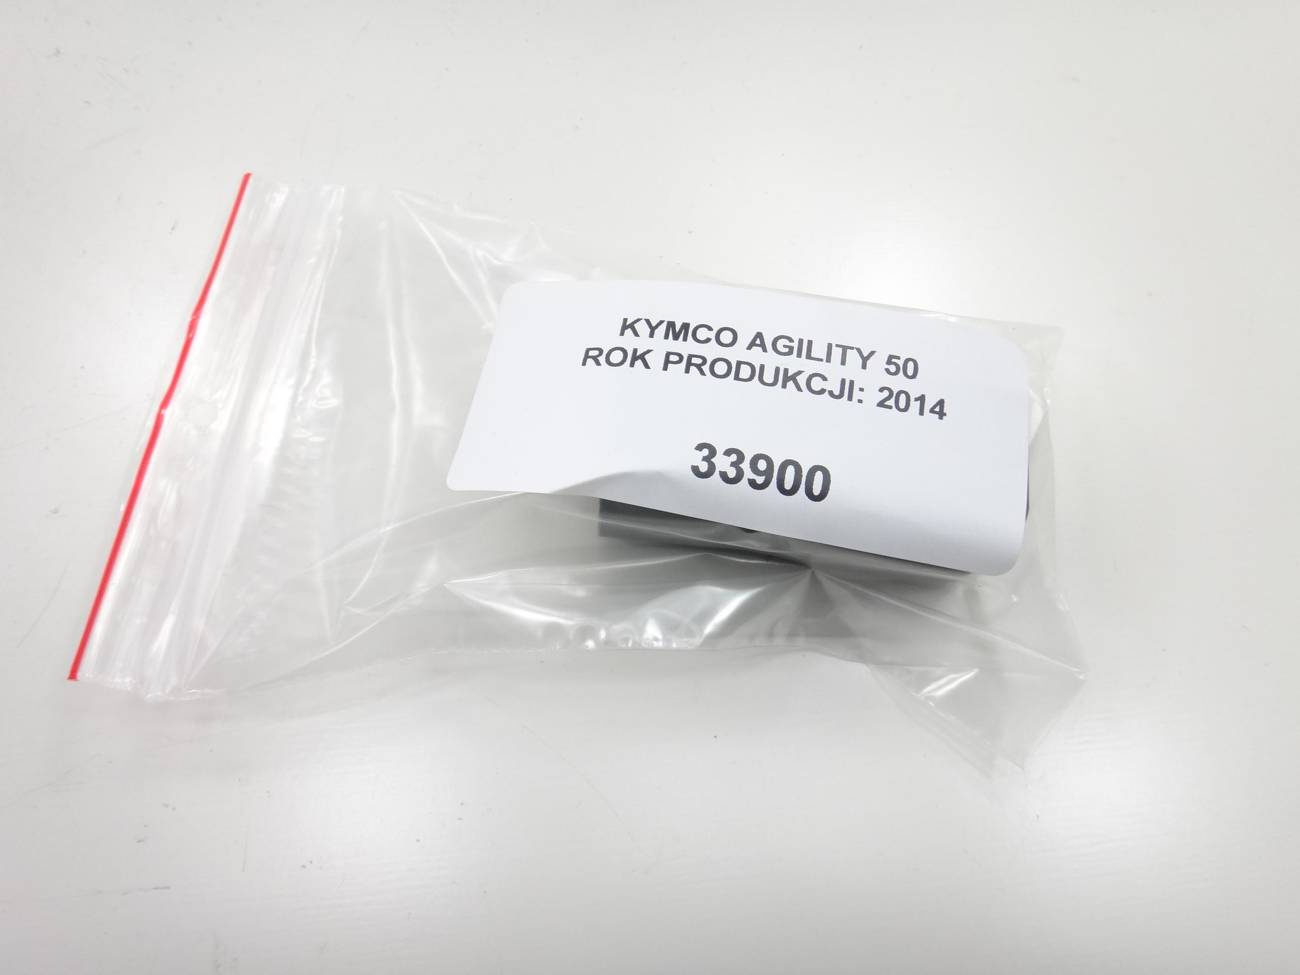 KYMCO AGILITY 50
ROK PRODUKCJI: 2014
33900